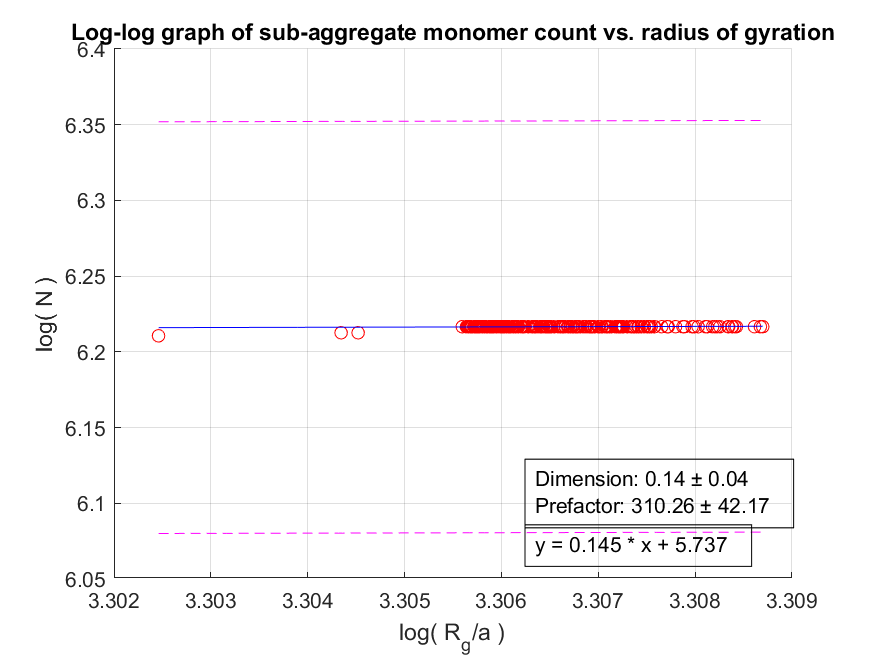 Log-log graph of sub-aggregate monomer count vs. radius of gyration
6.4
6.35
6.3
6.25
6.2
6.15
6.1
6.05
log( N )
Dimension: 0.14 ± 0.04
Prefactor: 310.26 ± 42.17
y = 0.145 * x + 5.737
3.302 3.303 3.304 3.305 3.306 3.307 3.308 3.309
log( R_g/a )